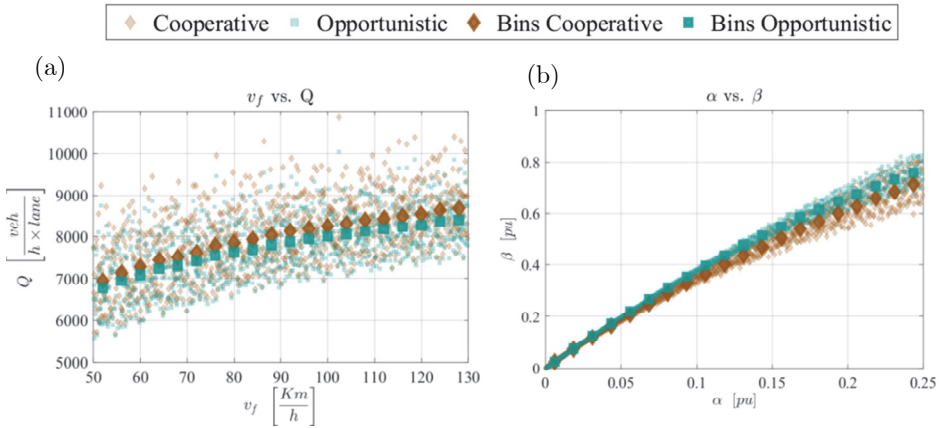 Cooperative Opportunistic Bins Cooperative Bins Opportunistic
(a)
v_f vs. Q
11000
10000
9000
8000
7000
6000
5000
50 60 70 80 90 100 110 120 130
Q [veh / h × lane]
v_f [Km / h]
(b)
α vs. β
1
0.8
0.6
0.4
0.2
0
0 0.05 0.1 0.15 0.2 0.25
β [pu]
α [pu]